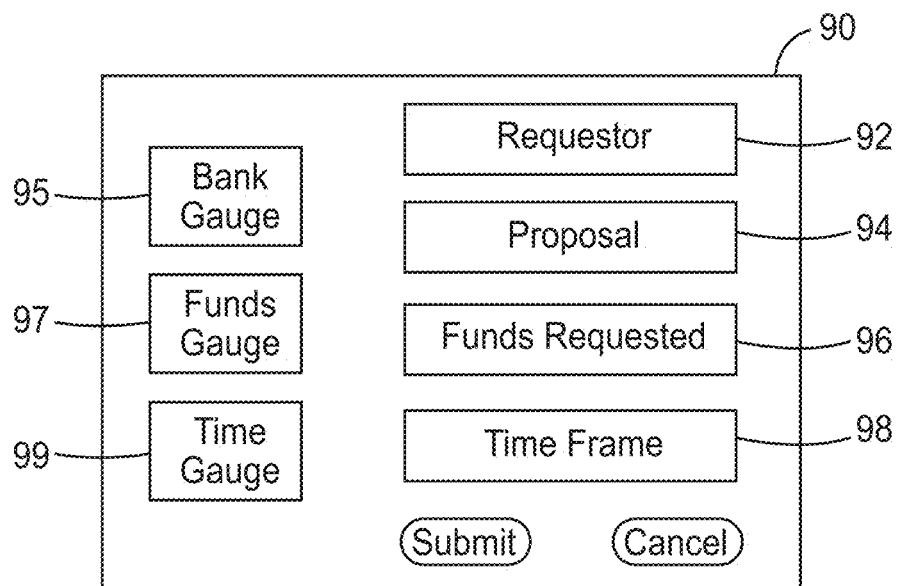 90
Requestor
92
95
Bank
Gauge
Proposal
94
97
Funds
Gauge
Funds Requested
96
99
Time
Gauge
Time Frame
98
Submit
Cancel